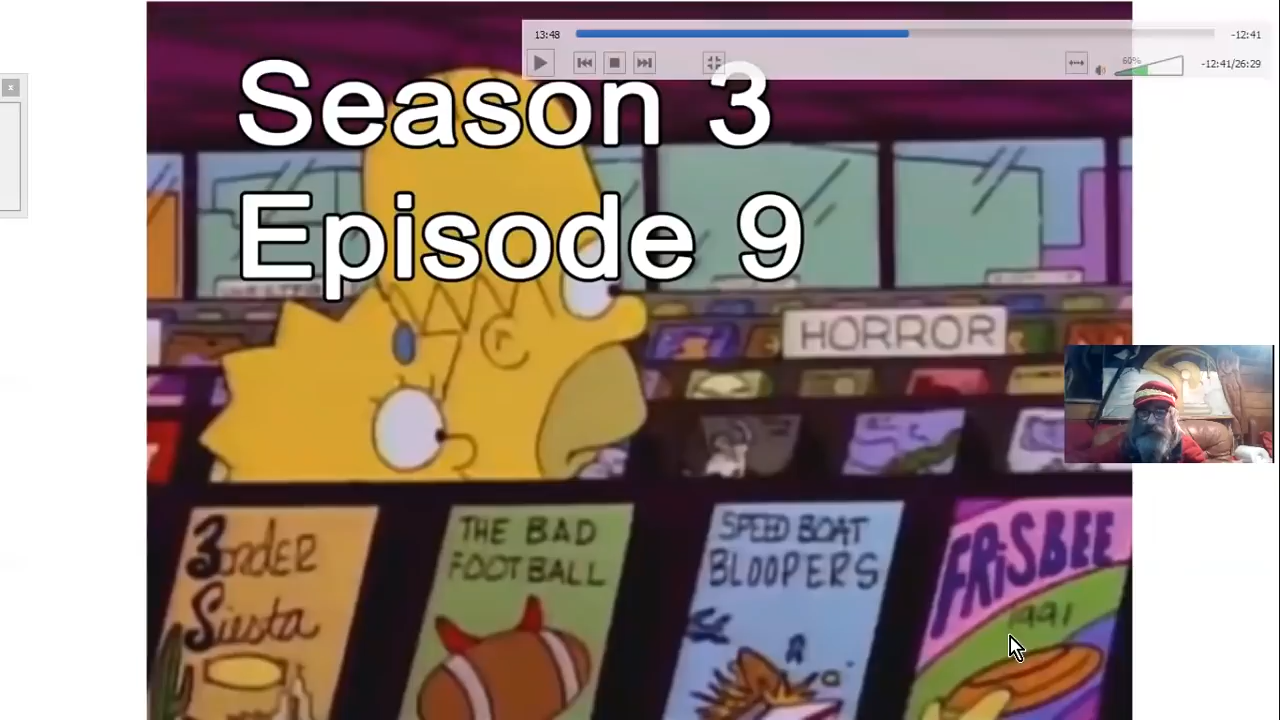 13:48
-12:41
60%
-12:41/26:29
x
Season 3
Episode 9
HORROR
3order
Siesta
THE BAD
FOOTBALL
SPEED BOAT
BLOOPERS
FRiSBEE
1991